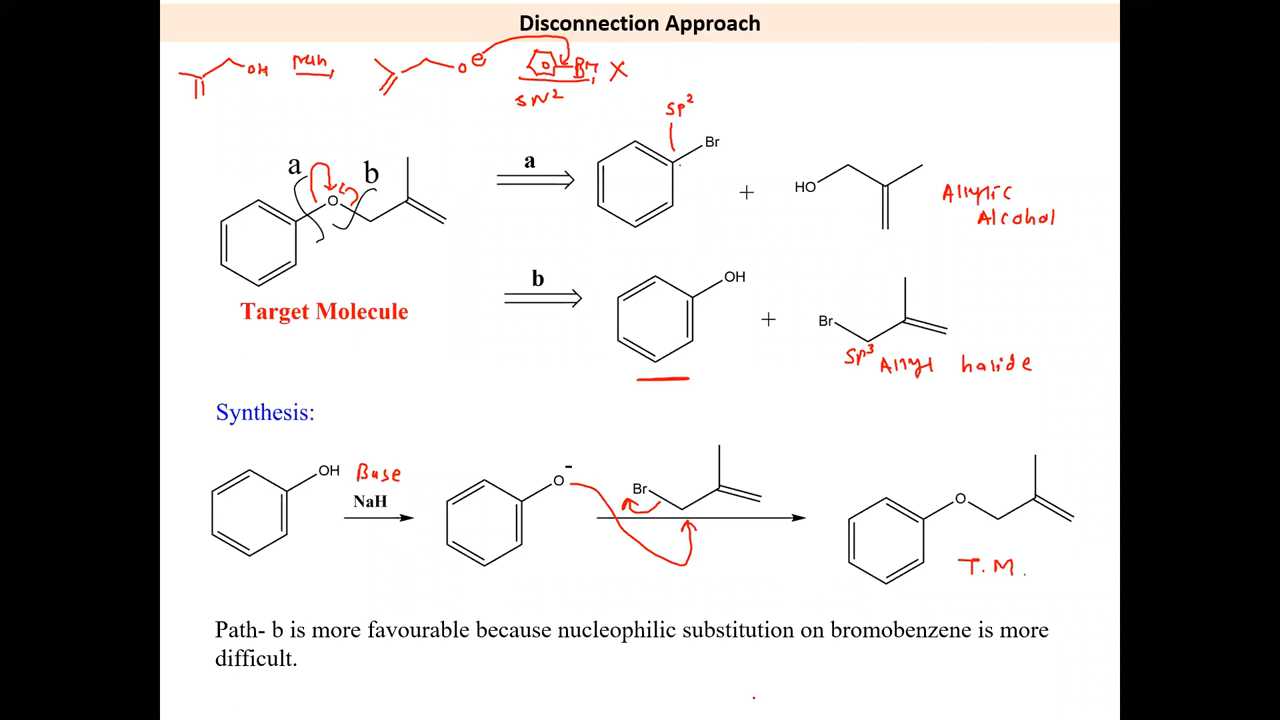 Disconnection Approach
OH NaH O⊖ Br X
SN²
Sp²
a b a Br
HO + Allylic
Alcohol
Target Molecule b OH
+ Br
Sp³ Allyl halide
Synthesis:
OH Base
NaH O - Br O
T.M.
Path- b is more favourable because nucleophilic substitution on bromobenzene is more
difficult.